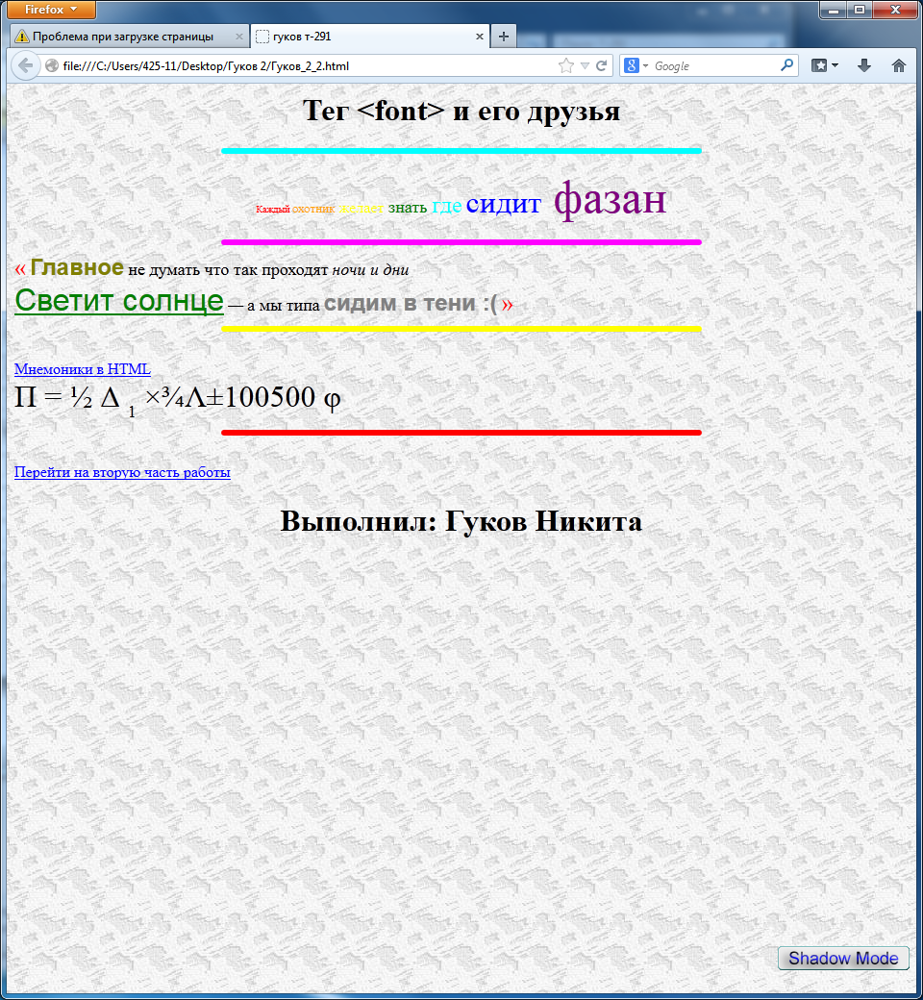 Firefox
Проблема при загрузке страницы
гуков т-291
file:///C:/Users/425-11/Desktop/Гуков 2/Гуков_2_2.html
Google
Тег <font> и его друзья
Каждый охотник желает знать где сидит фазан
« Главное не думать что так проходят ночи и дни
Светит солнце — а мы типа сидим в тени :( »
Мнемоники в HTML
Π = ½ Δ 1 ×¾Λ±100500 φ
Перейти на вторую часть работы
Выполнил: Гуков Никита
Shadow Mode